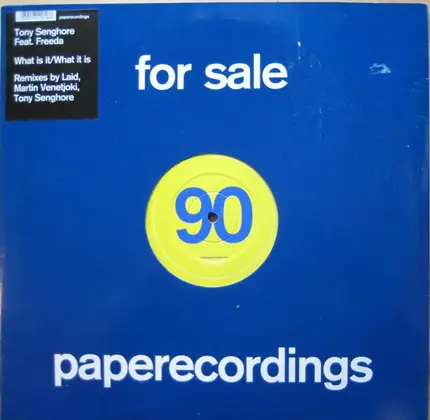 paperecordings
Tony Senghore
Feat. Freeda
What is it/What it is
Remixes by Laid,
Martin Venetjoki,
Tony Senghore
for sale
90
paperecordings